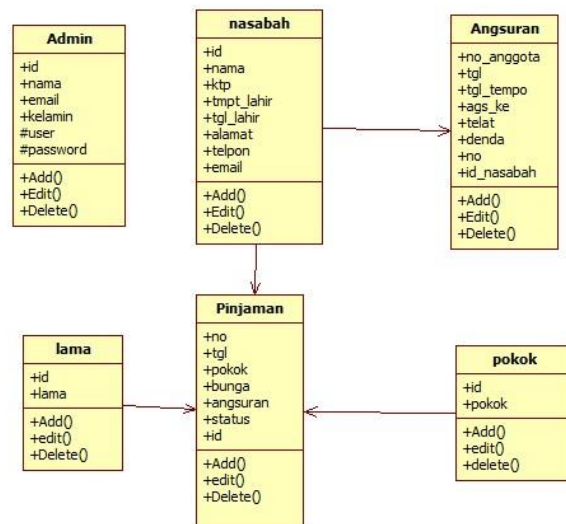 Admin
+id
+nama
+email
+kelamin
#user
#password
+Add()
+Edit()
+Delete()
nasabah
+id
+nama
+ktp
+tmpt_lahir
+tgl_lahir
+alamat
+telpon
+email
+Add()
+Edit()
+Delete()
Angsuran
+no_anggota
+tgl
+tgl_tempo
+ags_ke
+telat
+denda
+no
+id_nasabah
+Add()
+Edit()
+Delete()
lama
+id
+lama
+Add()
+edit()
+Delete()
Pinjaman
+no
+tgl
+pokok
+bunga
+angsuran
+status
+id
+Add()
+edit()
+Delete()
pokok
+id
+pokok
+Add()
+edit()
+delete()